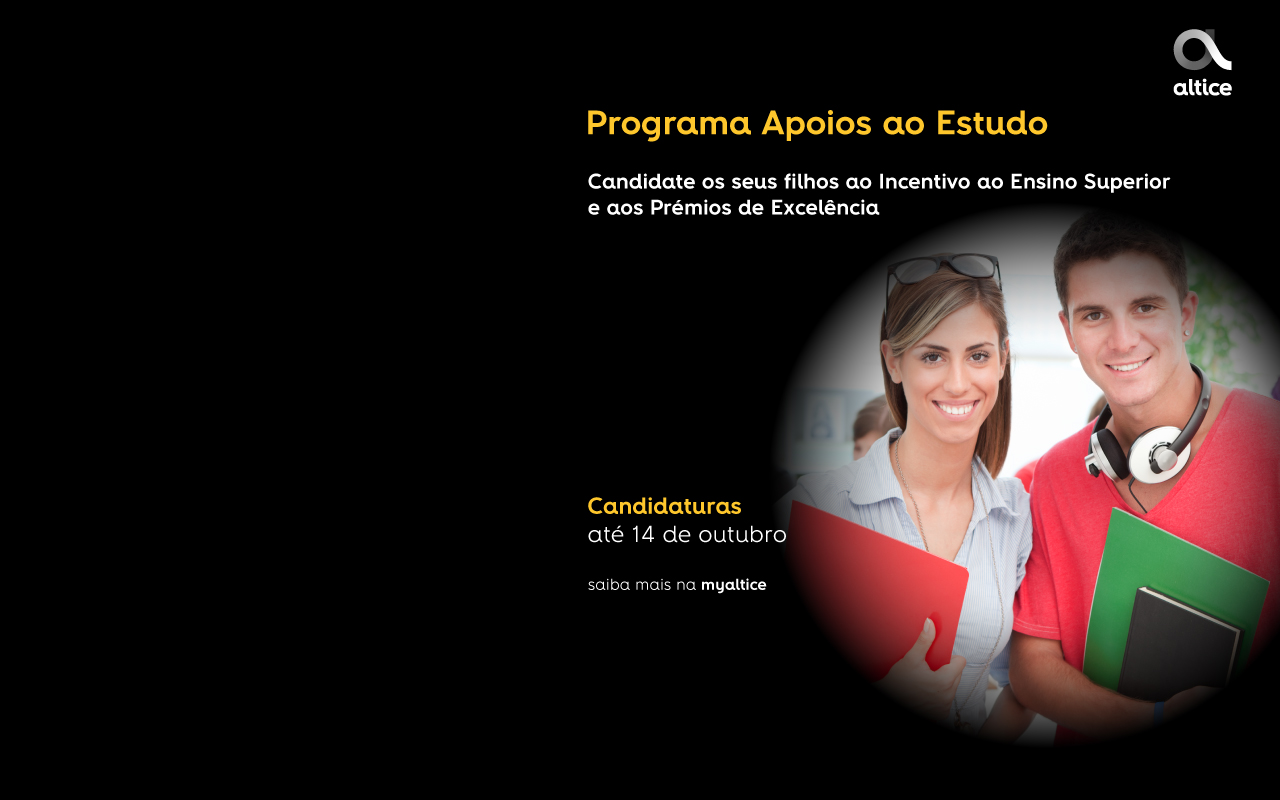 altice
Programa Apoios ao Estudo
Candidate os seus filhos ao Incentivo ao Ensino Superior
e aos Prémios de Excelência
Candidaturas
até 14 de outubro
saiba mais na myaltice